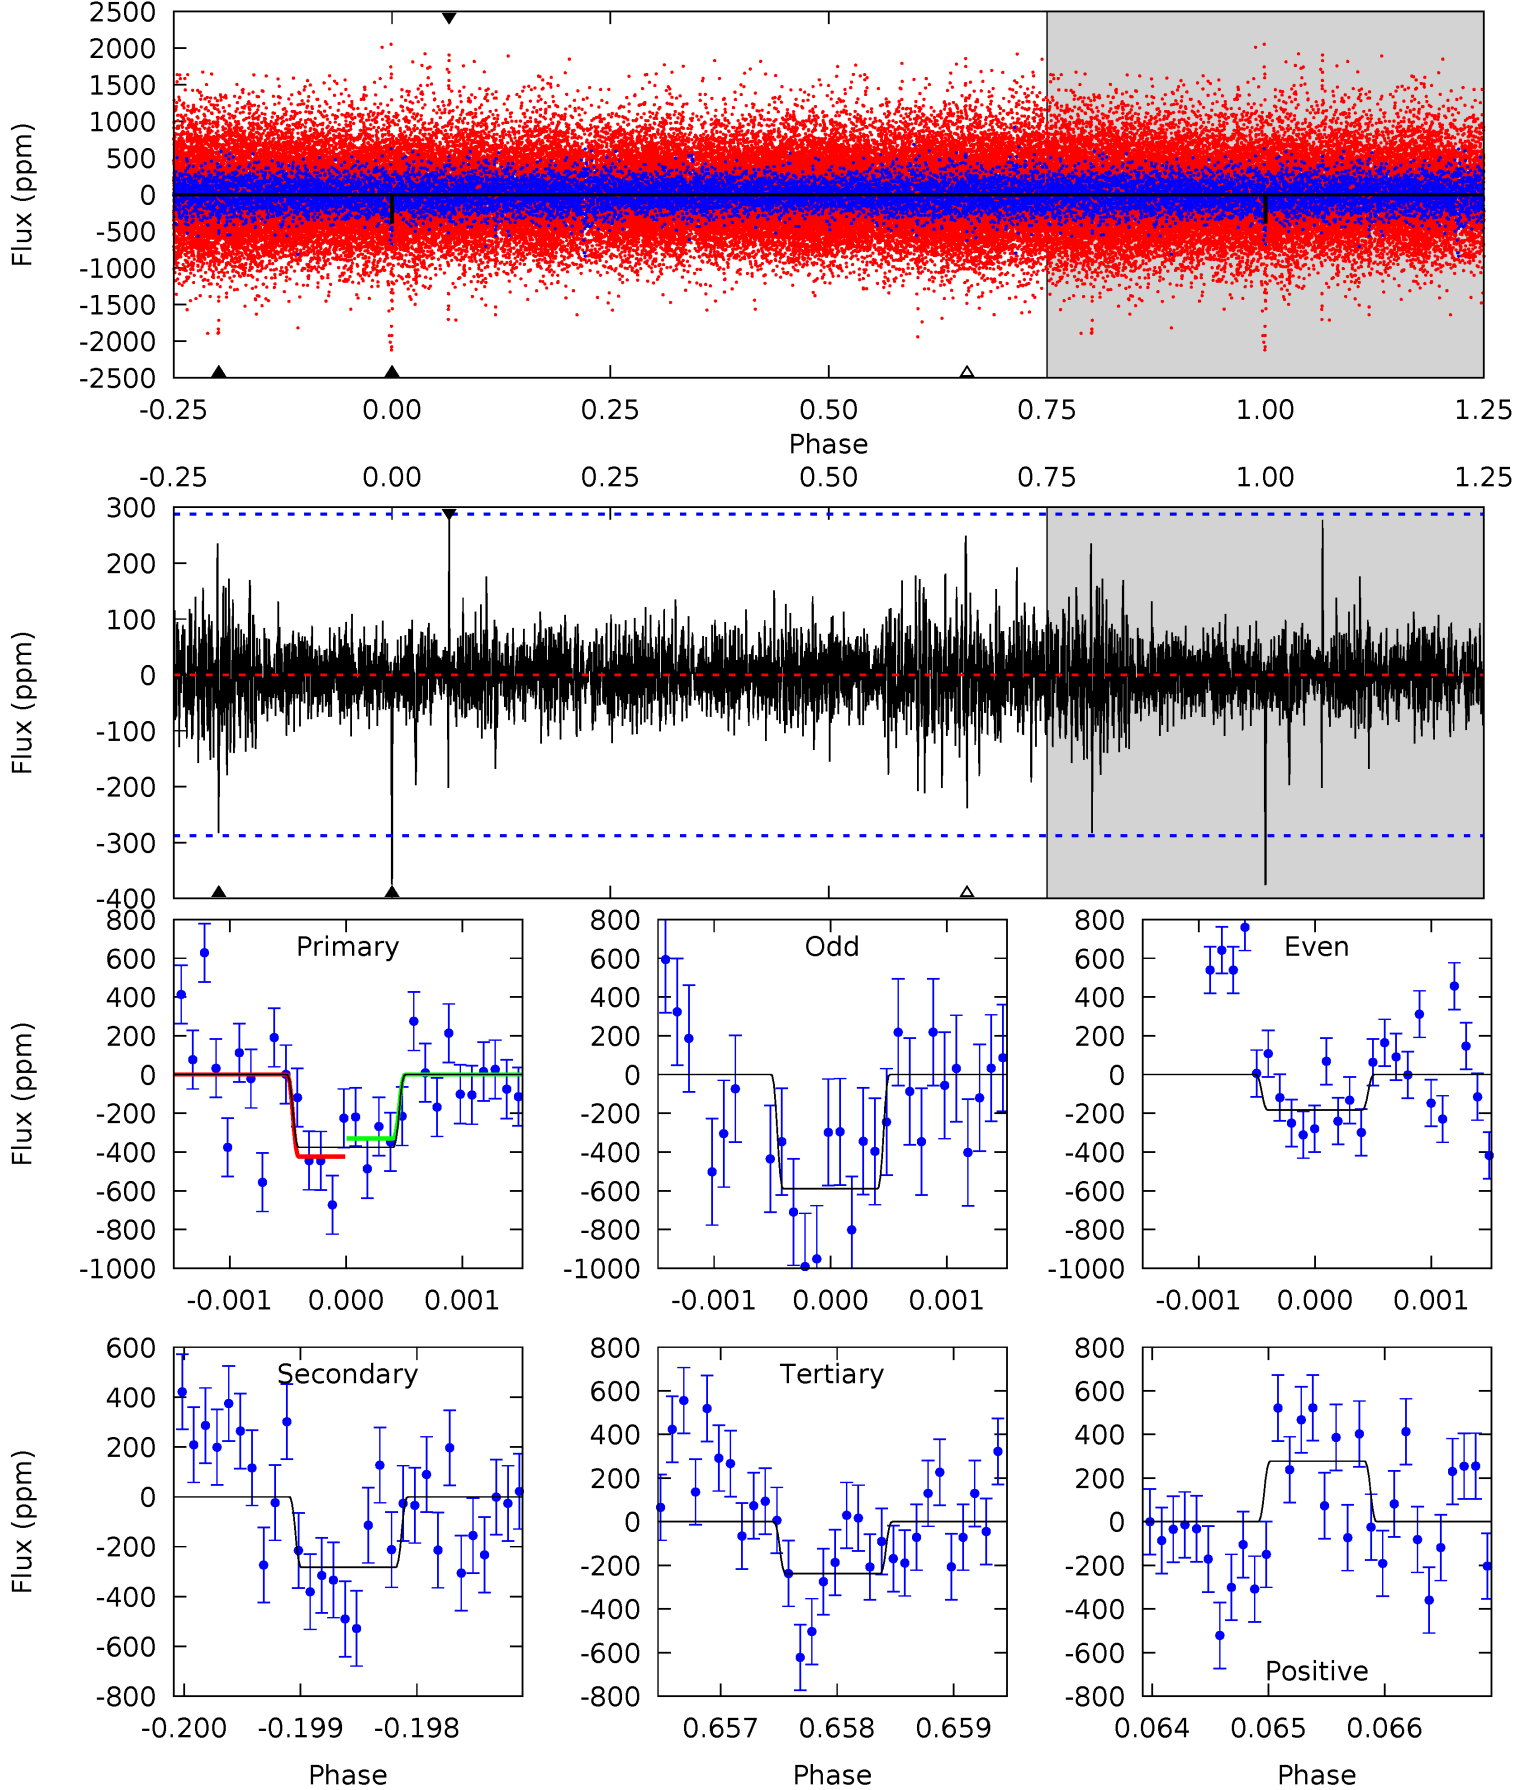 2500
2000
1500
1000
500
0
-500
-1000
-1500
-2000
-2500
Flux (ppm)
-0.25 0.00 0.25 0.50 0.75 1.00 1.25
Phase
-0.25 0.00 0.25 0.50 0.75 1.00 1.25
300
200
100
0
-100
-200
-300
-400
Flux (ppm)
Primary Odd Even
800 800 800
600 600 600
400 400 400
200 200 200
0 0 0
-200 -200 -200
-400 -400 -400
-600 -600 -600
-800 -800 -800
-1000 -1000 -1000
Flux (ppm)
-0.001 0.000 0.001 -0.001 0.000 0.001 -0.001 0.000 0.001
Secondary Tertiary Positive
600 800 800
400 600 600
200 400 400
0 200 200
-200 0 0
-400 -200 -200
-600 -400 -400
-800 -600 -600
-800 -800
Flux (ppm)
-0.200 -0.199 -0.198 0.657 0.658 0.659 0.064 0.065 0.066
Phase Phase Phase